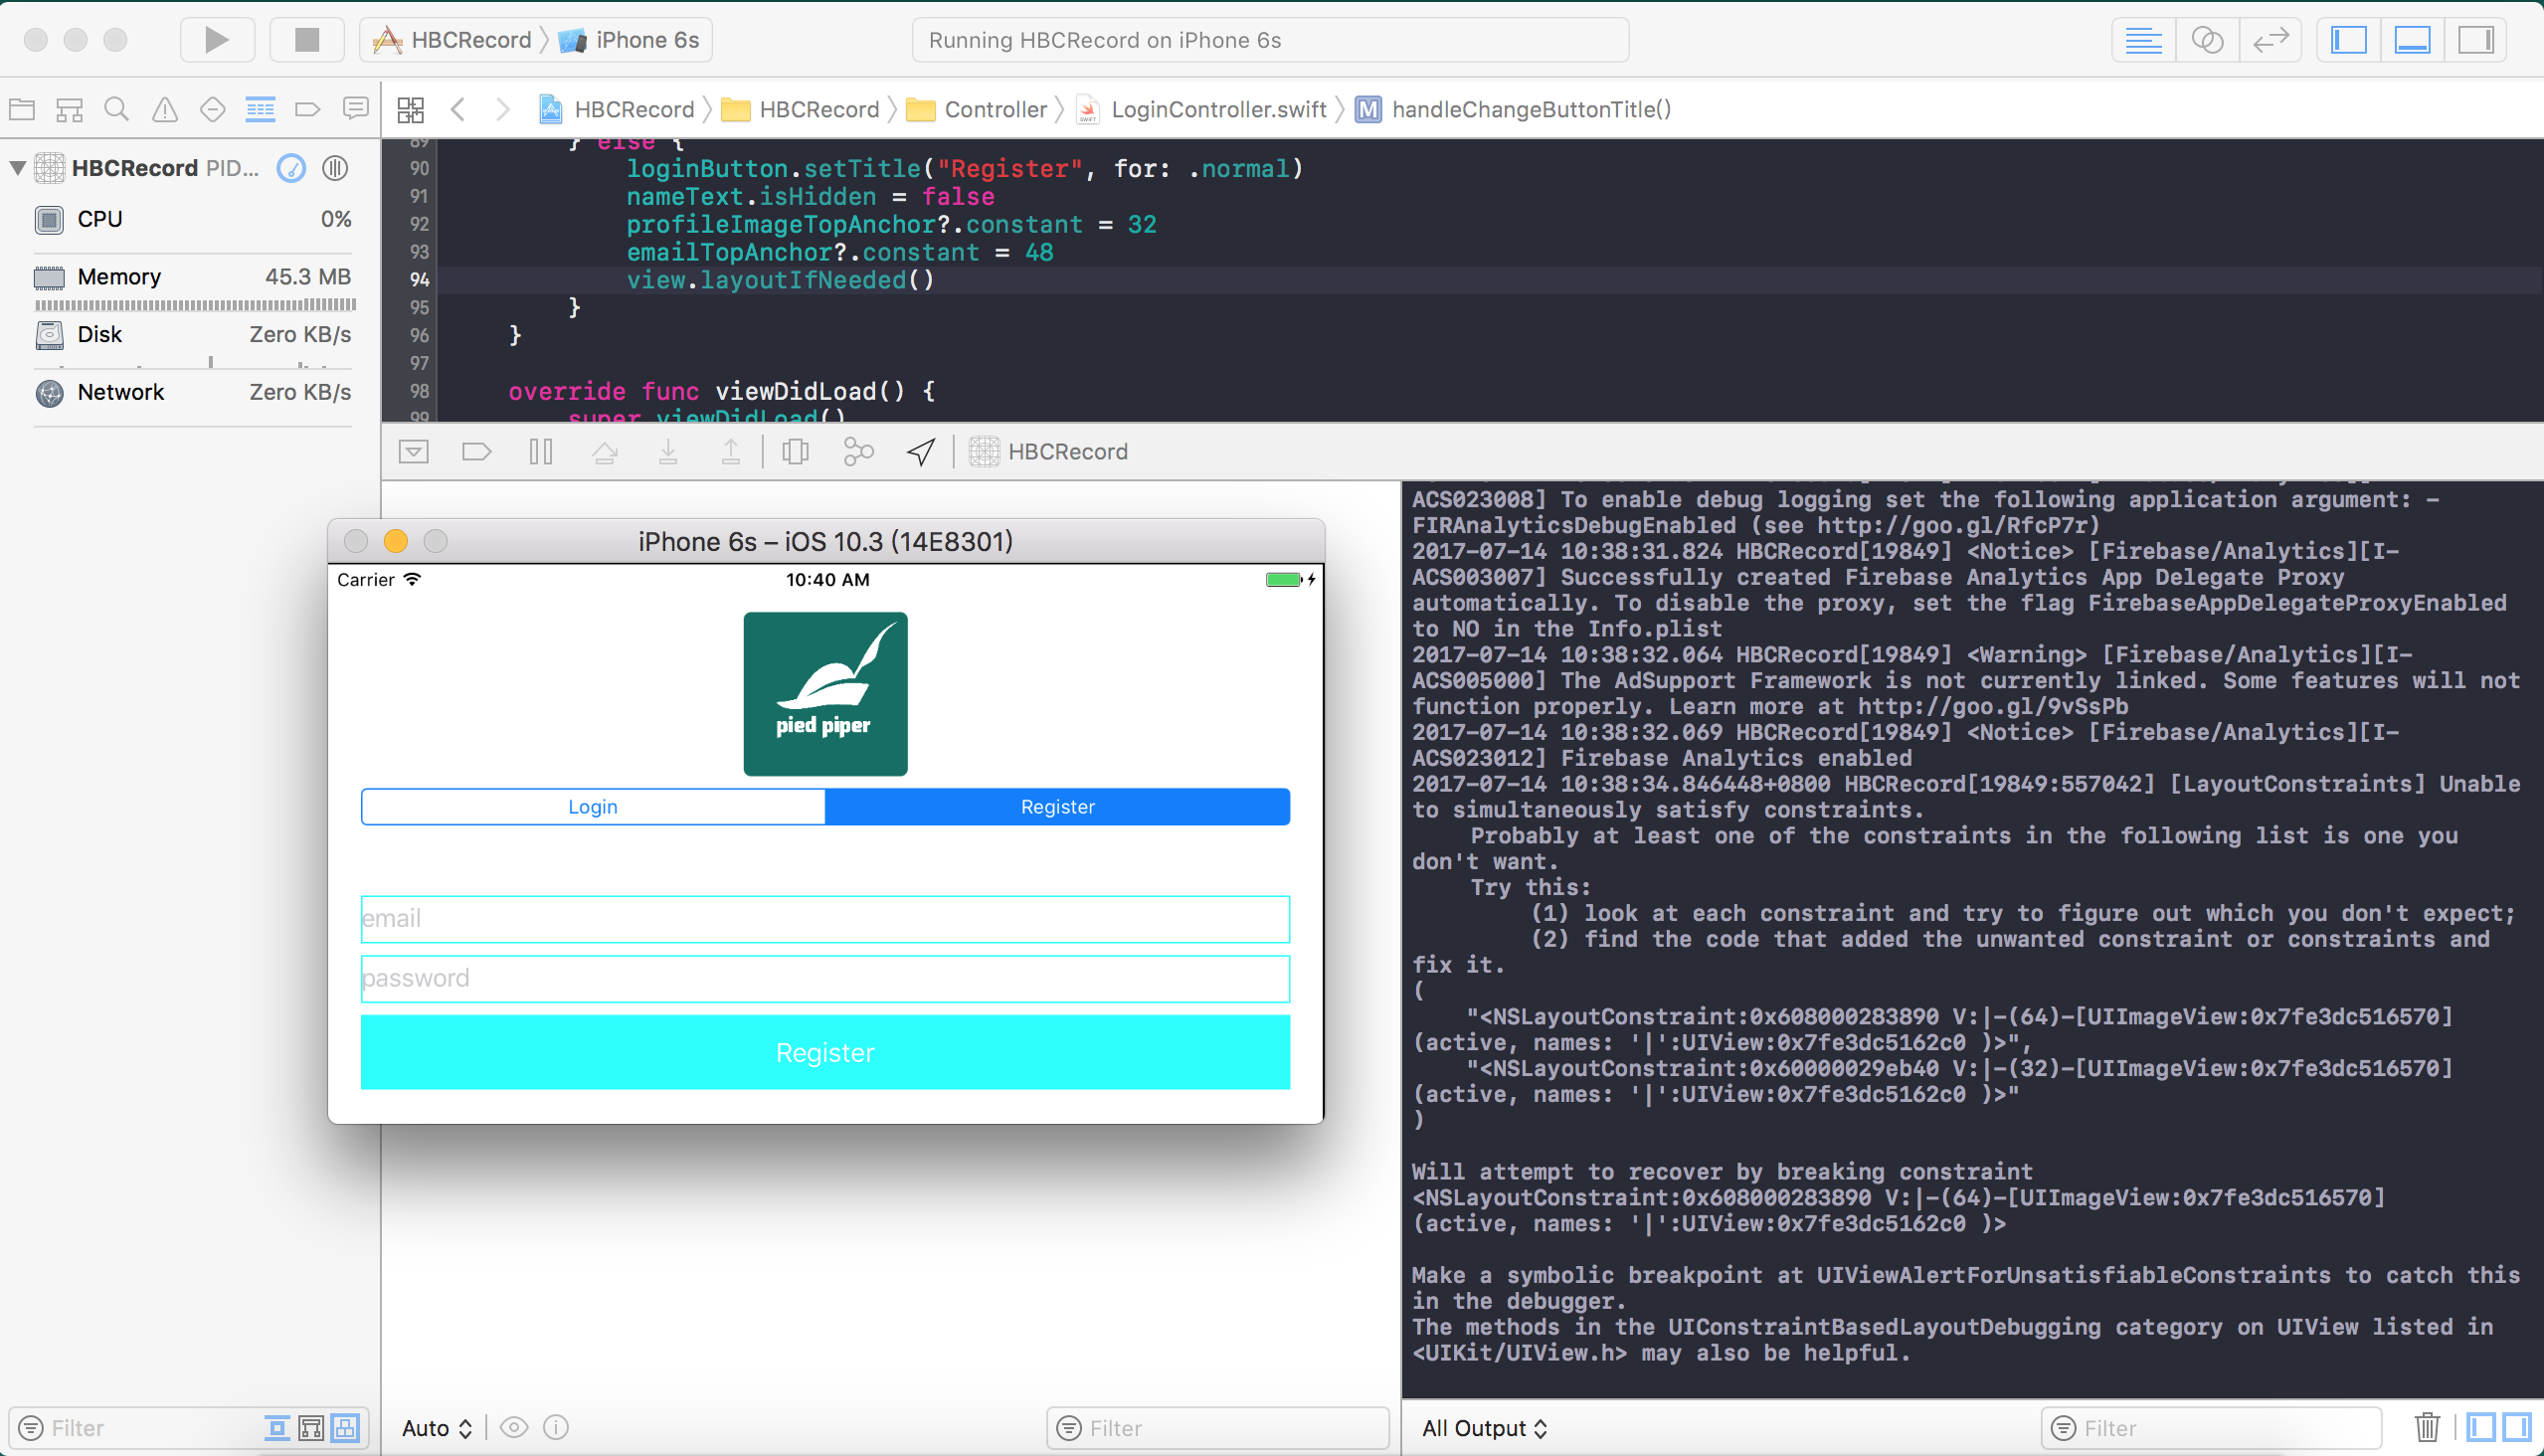 HBCRecord
iPhone 6s
Running HBCRecord on iPhone 6s
HBCRecord
HBCRecord
Controller
LoginController.swift
M handleChangeButtonTitle()
HBCRecord PID...
CPU 0%
Memory 45.3 MB
Disk Zero KB/s
Network Zero KB/s
89 } else {
90 loginButton.setTitle("Register", for: .normal)
91 nameText.isHidden = false
92 profileImageTopAnchor?.constant = 32
93 emailTopAnchor?.constant = 48
94 view.layoutIfNeeded()
95 }
96 }
97
98 override func viewDidLoad() {
99 super.viewDidLoad()
HBCRecord
iPhone 6s – iOS 10.3 (14E8301)
Carrier 10:40 AM
pied piper
Login Register
email
password
Register
ACS023008] To enable debug logging set the following application argument: -
FIRAnalyticsDebugEnabled (see http://goo.gl/RfcP7r)
2017-07-14 10:38:31.824 HBCRecord[19849] <Notice> [Firebase/Analytics][I-
ACS003007] Successfully created Firebase Analytics App Delegate Proxy
automatically. To disable the proxy, set the flag FirebaseAppDelegateProxyEnabled
to NO in the Info.plist
2017-07-14 10:38:32.064 HBCRecord[19849] <Warning> [Firebase/Analytics][I-
ACS005000] The AdSupport Framework is not currently linked. Some features will not
function properly. Learn more at http://goo.gl/9vSsPb
2017-07-14 10:38:32.069 HBCRecord[19849] <Notice> [Firebase/Analytics][I-
ACS023012] Firebase Analytics enabled
2017-07-14 10:38:34.846448+0800 HBCRecord[19849:557042] [LayoutConstraints] Unable
to simultaneously satisfy constraints.
Probably at least one of the constraints in the following list is one you
don't want.
Try this:
(1) look at each constraint and try to figure out which you don't expect;
(2) find the code that added the unwanted constraint or constraints and
fix it.
(
"<NSLayoutConstraint:0x608000283890 V:|-(64)-[UIImageView:0x7fe3dc516570]
(active, names: '|':UIView:0x7fe3dc5162c0 )>",
"<NSLayoutConstraint:0x60000029eb40 V:|-(32)-[UIImageView:0x7fe3dc516570]
(active, names: '|':UIView:0x7fe3dc5162c0 )>"
)
Will attempt to recover by breaking constraint
<NSLayoutConstraint:0x608000283890 V:|-(64)-[UIImageView:0x7fe3dc516570]
(active, names: '|':UIView:0x7fe3dc5162c0 )>
Make a symbolic breakpoint at UIViewAlertForUnsatisfiableConstraints to catch this
in the debugger.
The methods in the UIConstraintBasedLayoutDebugging category on UIView listed in
<UIKit/UIView.h> may also be helpful.
Filter
Auto
Filter
All Output
Filter